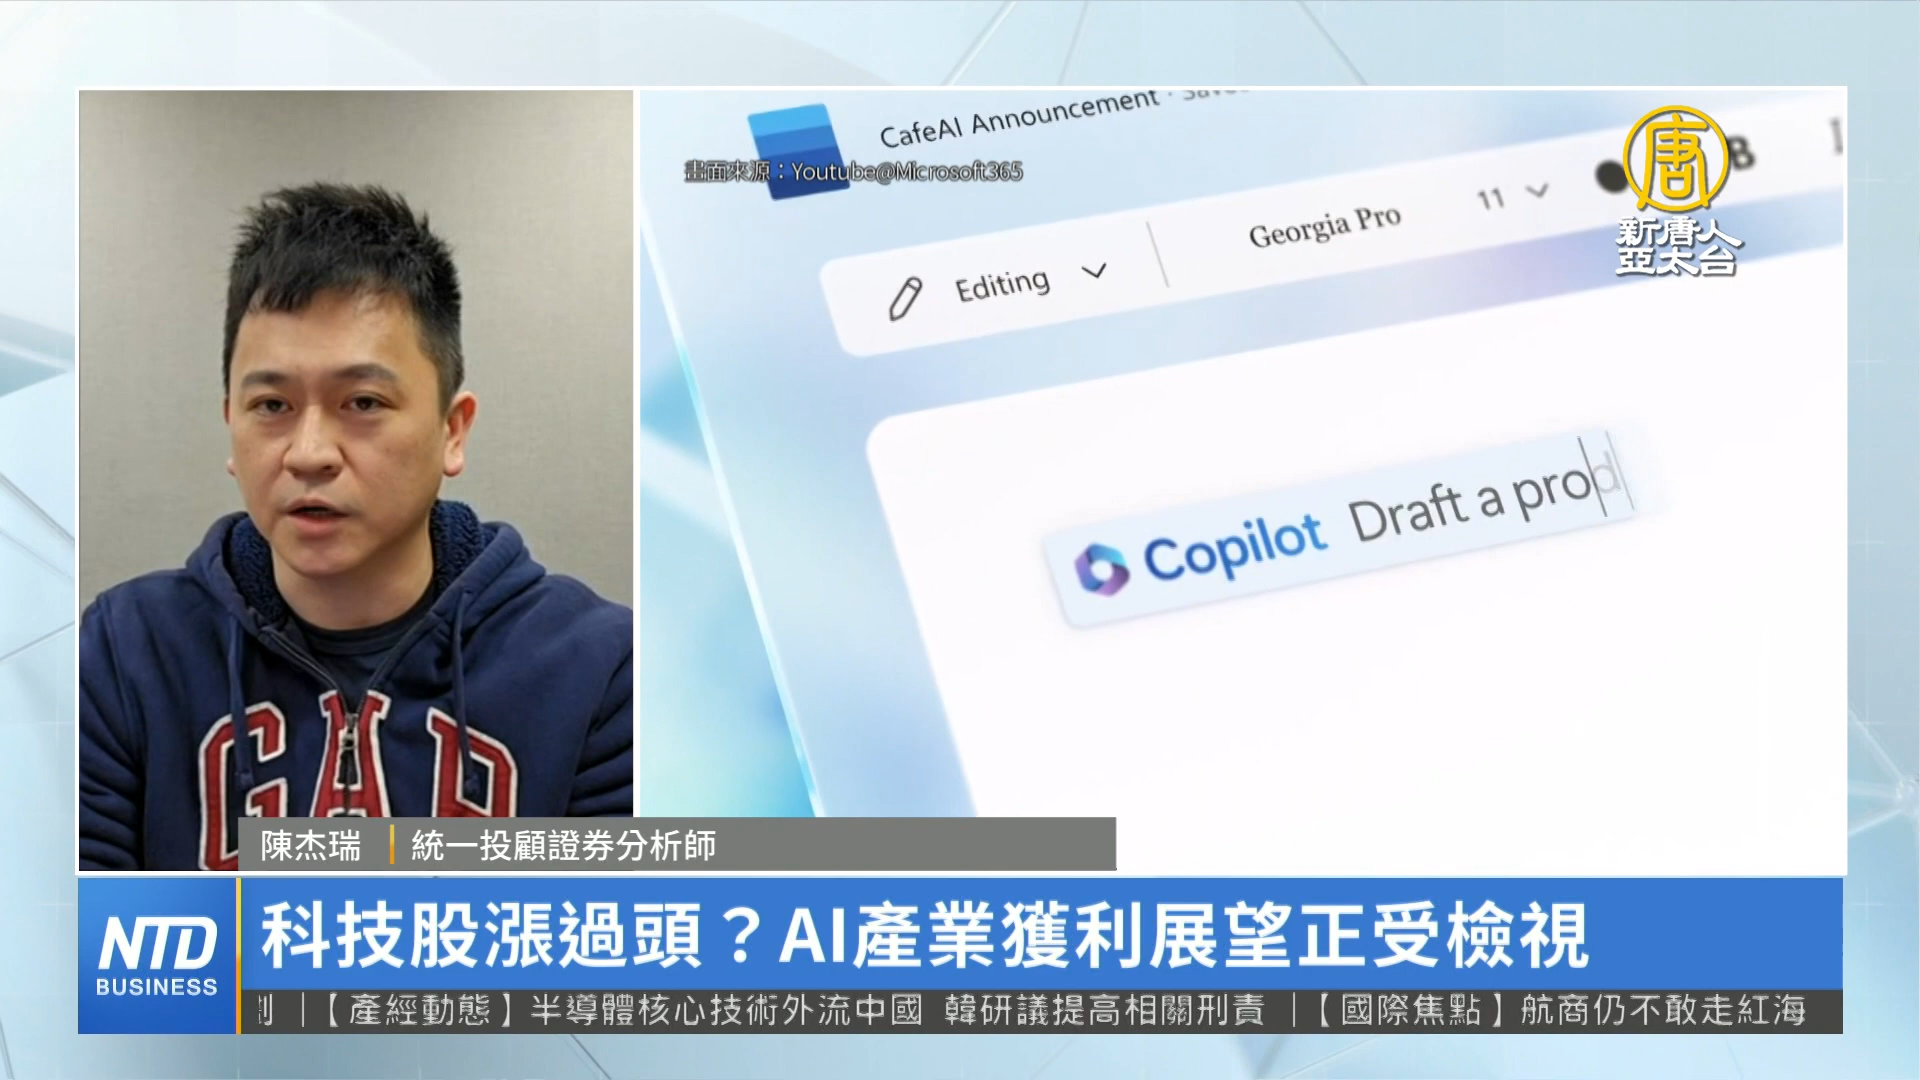 CafeAI Announcement
畫面來源：Youtube@Microsoft365
Editing
Georgia Pro
11
B
唐
新唐人
亞太台
Copilot Draft a prod
GAP
陳杰瑞 統一投顧證券分析師
NTD
BUSINESS
科技股漲過頭？AI產業獲利展望正受檢視
｜【產經動態】半導體核心技術外流中國 韓研議提高相關刑責 ｜【國際焦點】航商仍不敢走紅海